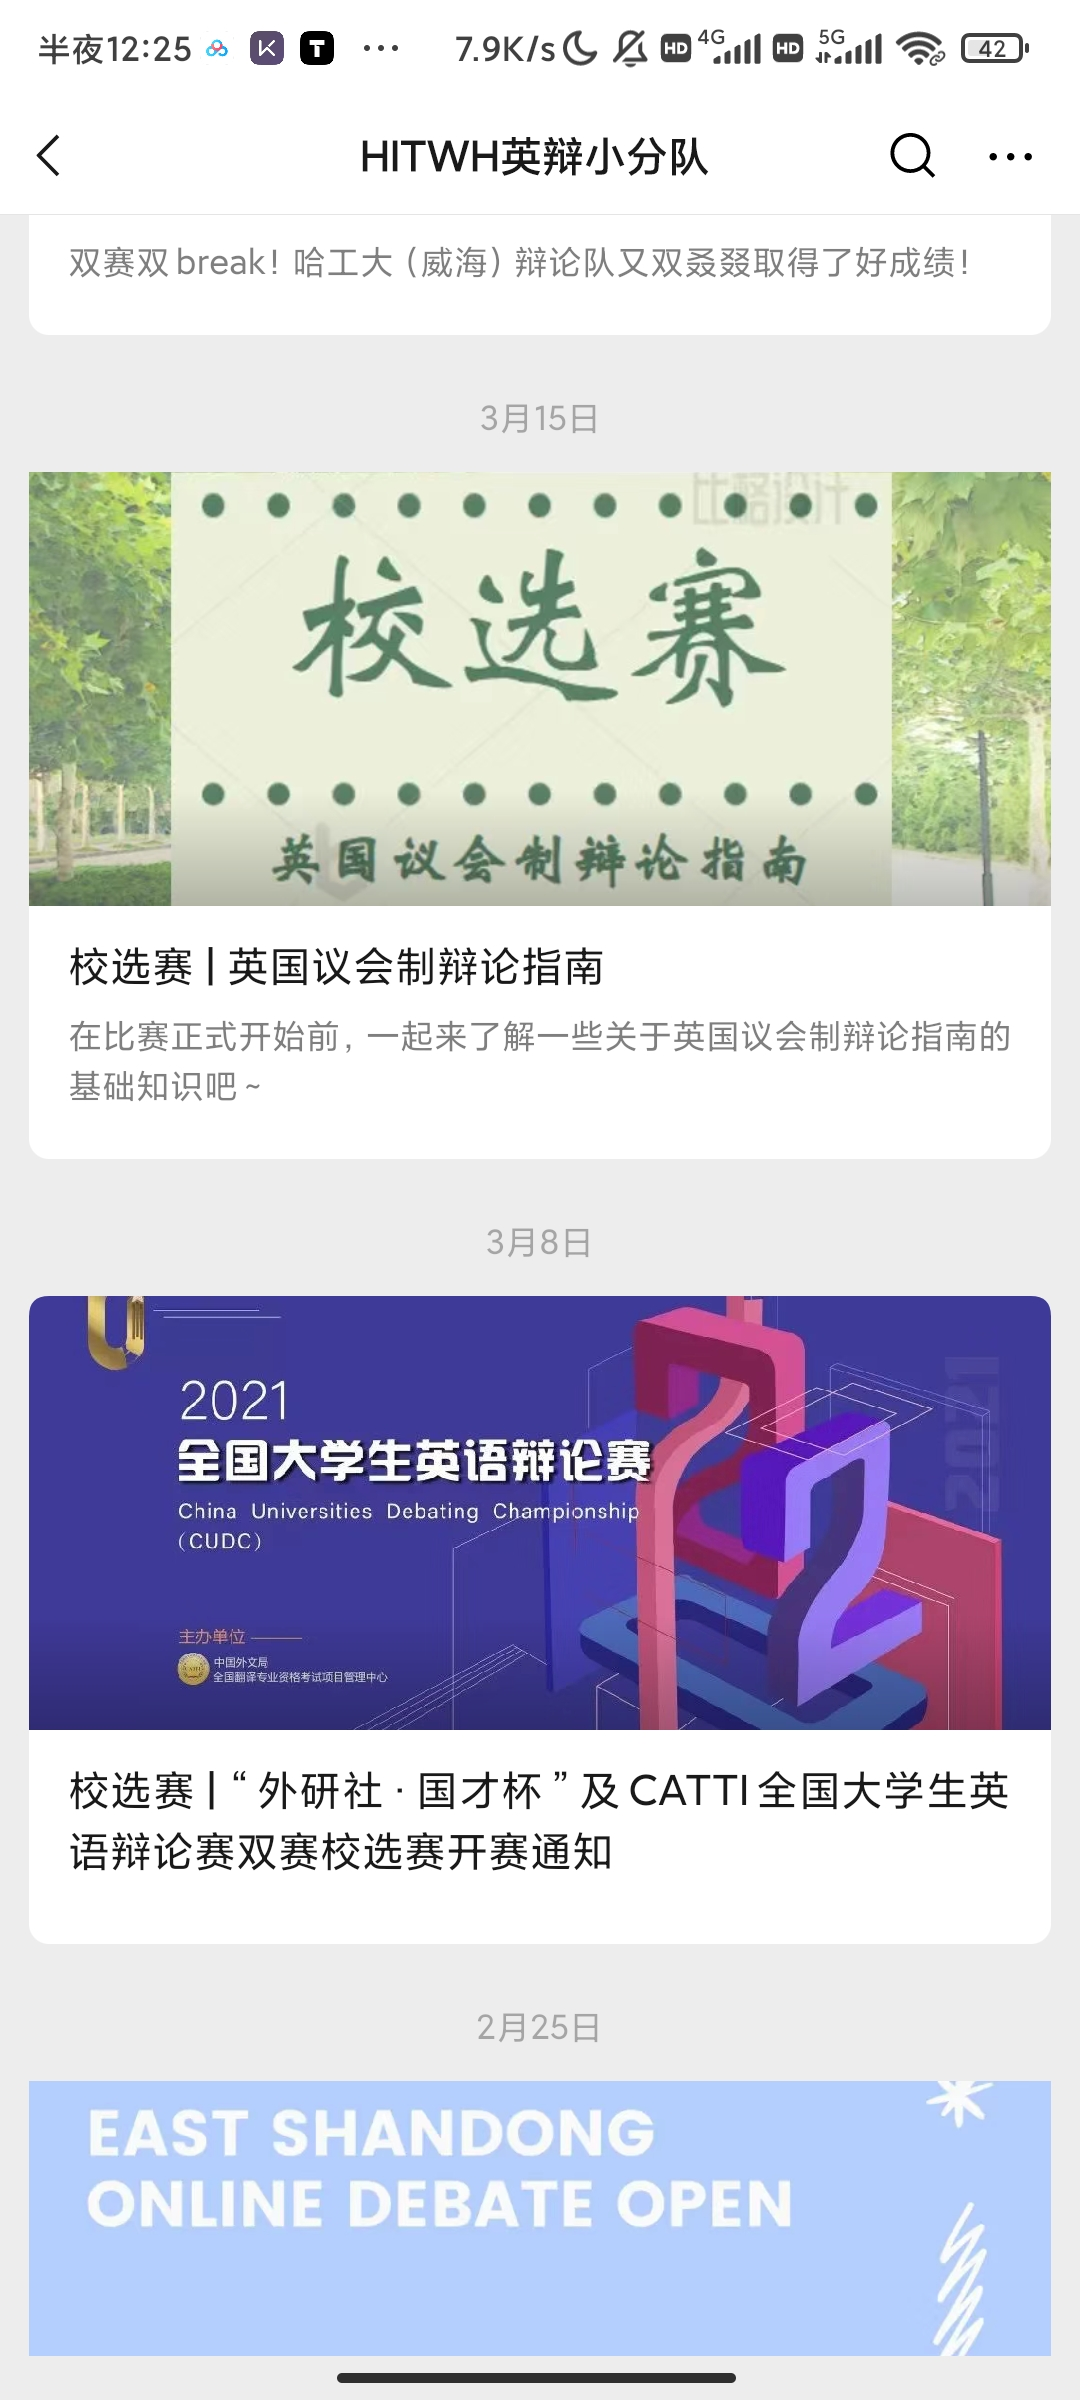 半夜12:25
7.9K/s
HD 4G
HD 5G
42
HITWH英辩小分队
双赛双break！哈工大（威海）辩论队又双叒叕取得了好成绩！
3月15日
比格设计
校选赛
英国议会制辩论指南
校选赛 | 英国议会制辩论指南
在比赛正式开始前，一起来了解一些关于英国议会制辩论指南的
基础知识吧~
3月8日
2021
2021
全国大学生英语辩论赛
China Universities Debating Championship
(CUDC)
主办单位
中国外文局
全国翻译专业资格考试项目管理中心
校选赛 | “外研社·国才杯”及CATTI全国大学生英
语辩论赛双赛校选赛开赛通知
2月25日
EAST SHANDONG
ONLINE DEBATE OPEN